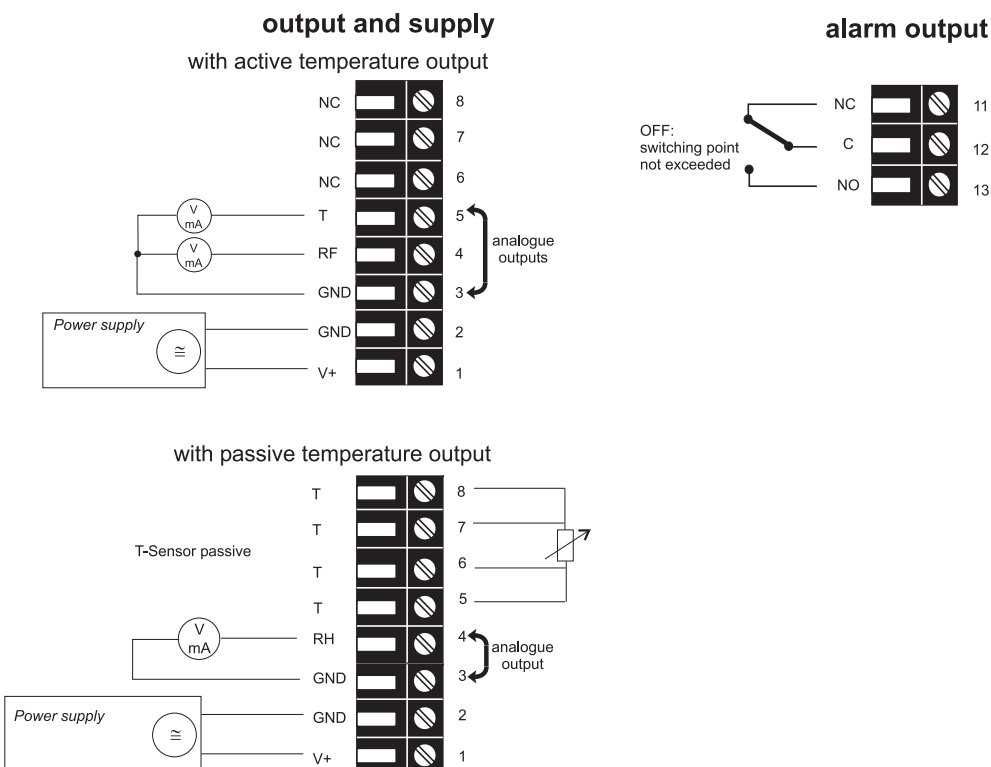 output and supply
with active temperature output
NC 8
NC 7
NC 6
V
mA
T 5
V
mA
RF 4
analogue
outputs
GND 3
Power supply
≅
GND 2
V+ 1
alarm output
OFF:
switching point
not exceeded
NC 11
C 12
NO 13
with passive temperature output
T 8
T 7
T-Sensor passive
T 6
T 5
V
mA
RH 4
analogue
output
GND 3
Power supply
≅
GND 2
V+ 1